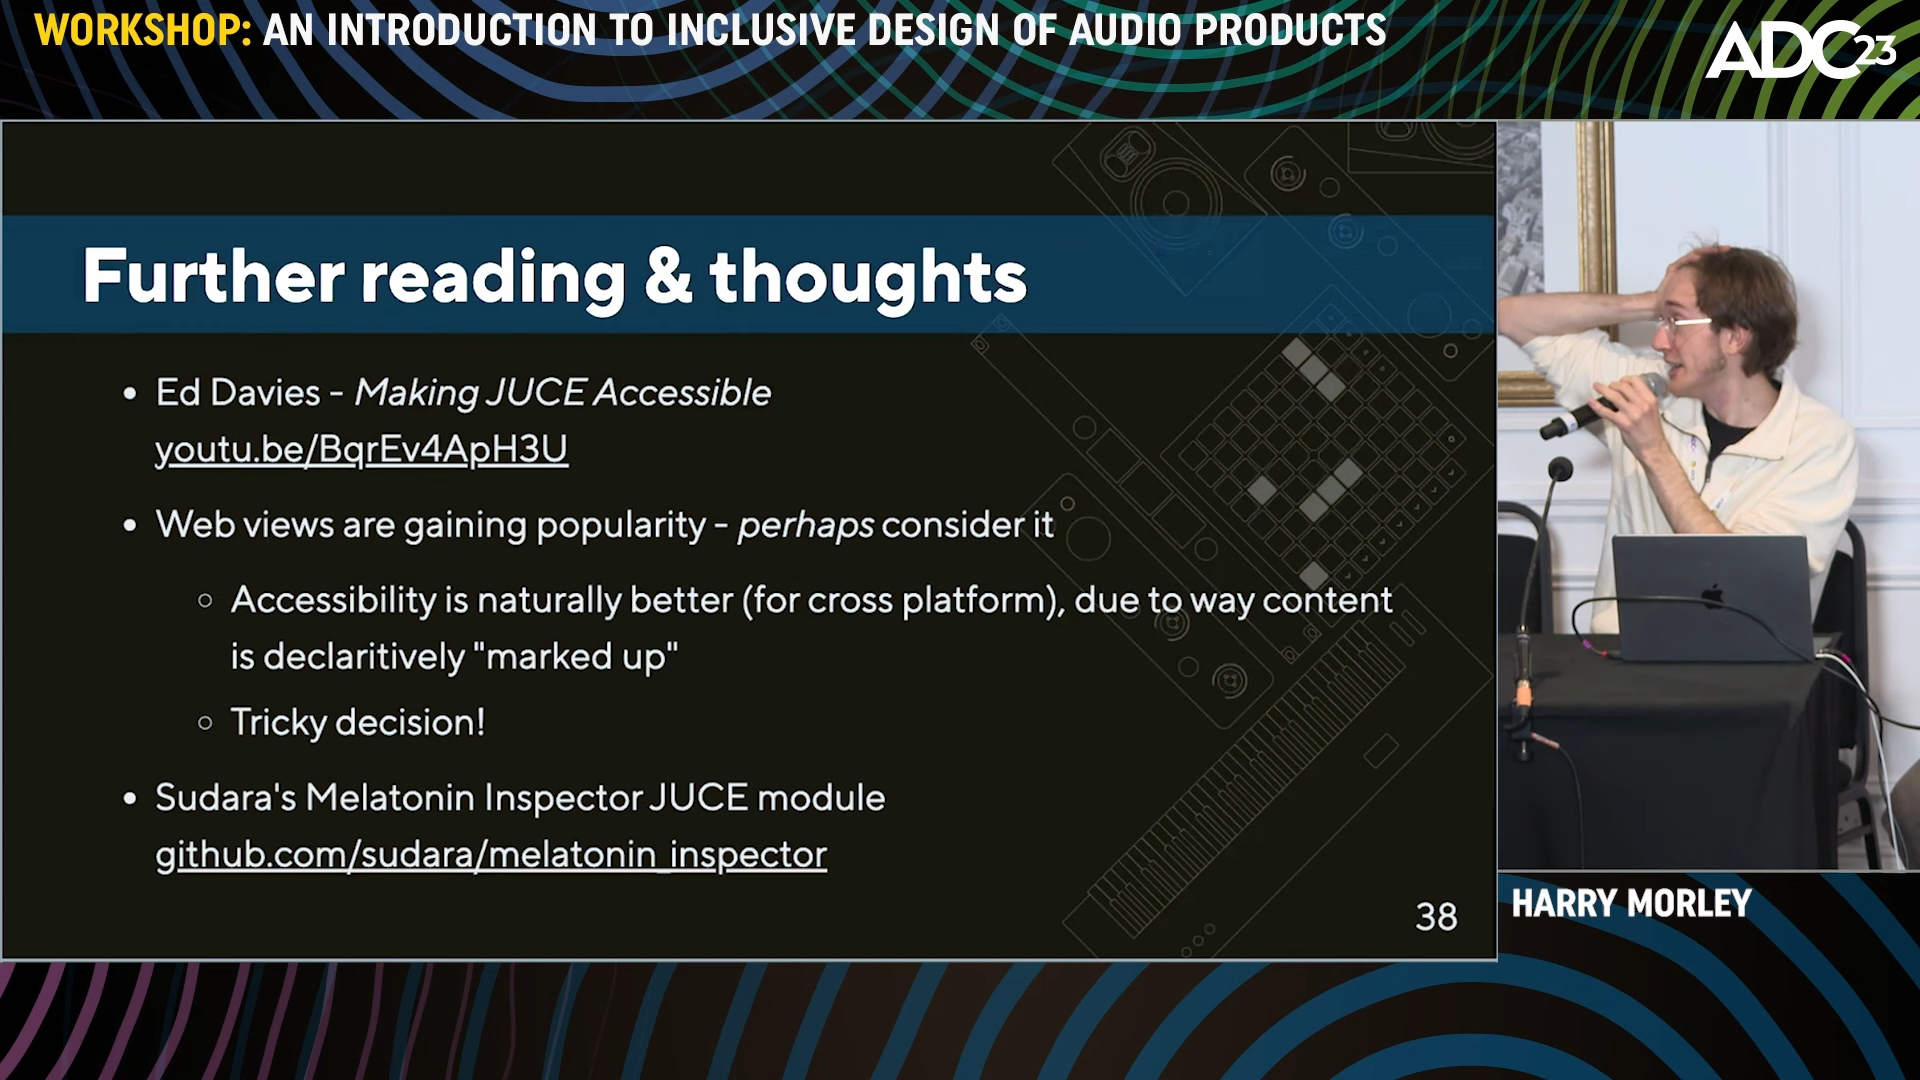 WORKSHOP: AN INTRODUCTION TO INCLUSIVE DESIGN OF AUDIO PRODUCTS
ADC23
Further reading & thoughts
• Ed Davies - Making JUCE Accessible
youtu.be/BqrEv4ApH3U
• Web views are gaining popularity - perhaps consider it
○ Accessibility is naturally better (for cross platform), due to way content
is declaritively "marked up"
○ Tricky decision!
• Sudara's Melatonin Inspector JUCE module
github.com/sudara/melatonin_inspector
38
HARRY MORLEY